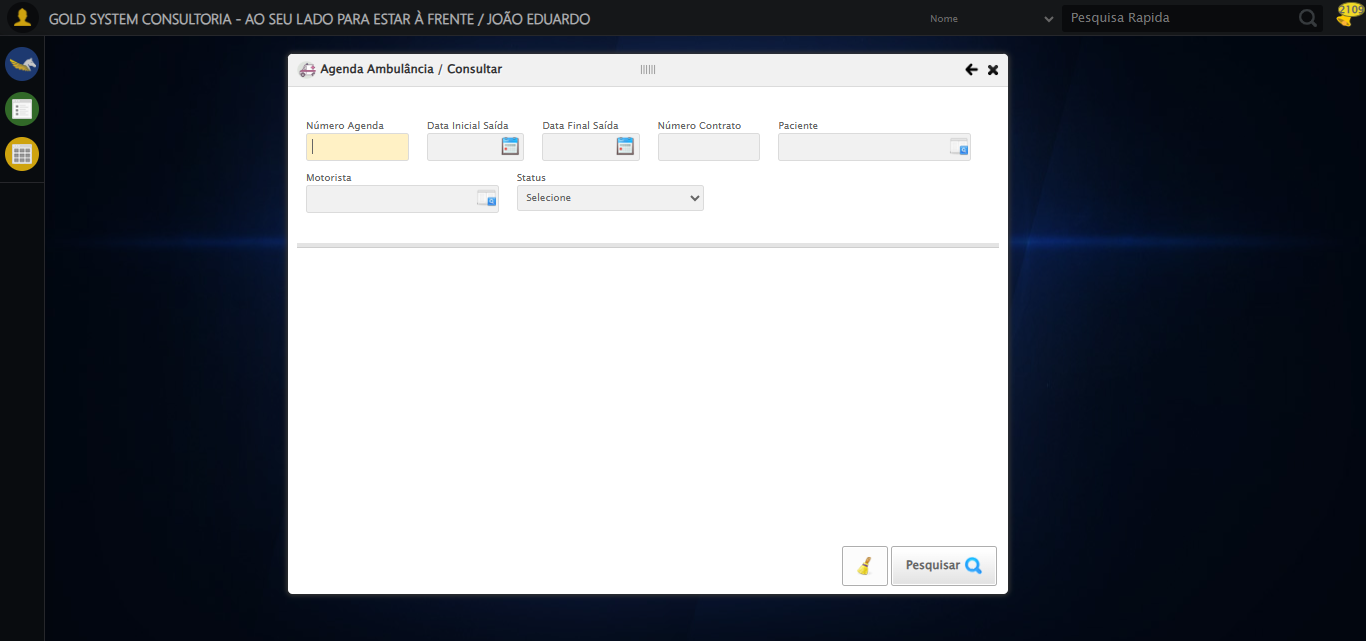 GOLD SYSTEM CONSULTORIA - AO SEU LADO PARA ESTAR À FRENTE / JOÃO EDUARDO
Nome
Pesquisa Rapida
2109
Agenda Ambulância / Consultar
Número Agenda Data Inicial Saída Data Final Saída Número Contrato Paciente
Motorista Status
Selecione
Pesquisar